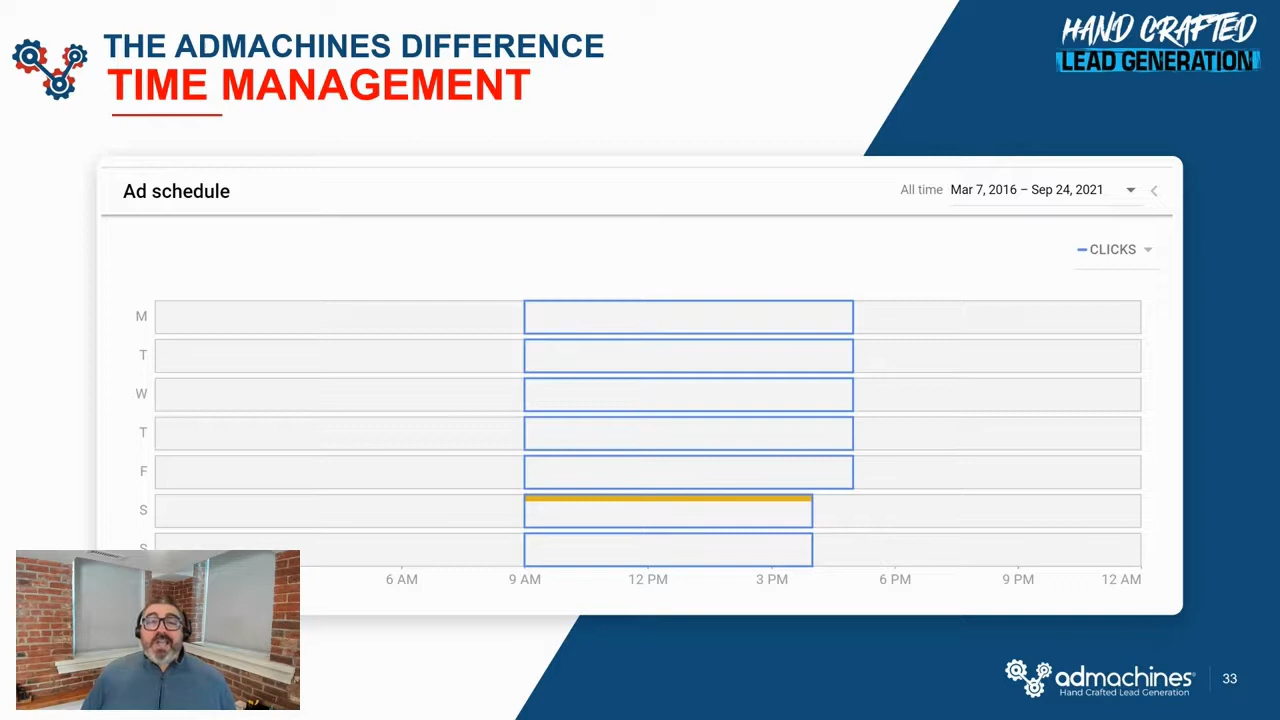 THE ADMACHINES DIFFERENCE
TIME MANAGEMENT
HAND CRAFTED
LEAD GENERATION
Ad schedule
All time Mar 7, 2016 – Sep 24, 2021
CLICKS
M
T
W
T
F
S
S
6 AM 9 AM 12 PM 3 PM 6 PM 9 PM 12 AM
admachines®
Hand Crafted Lead Generation
33